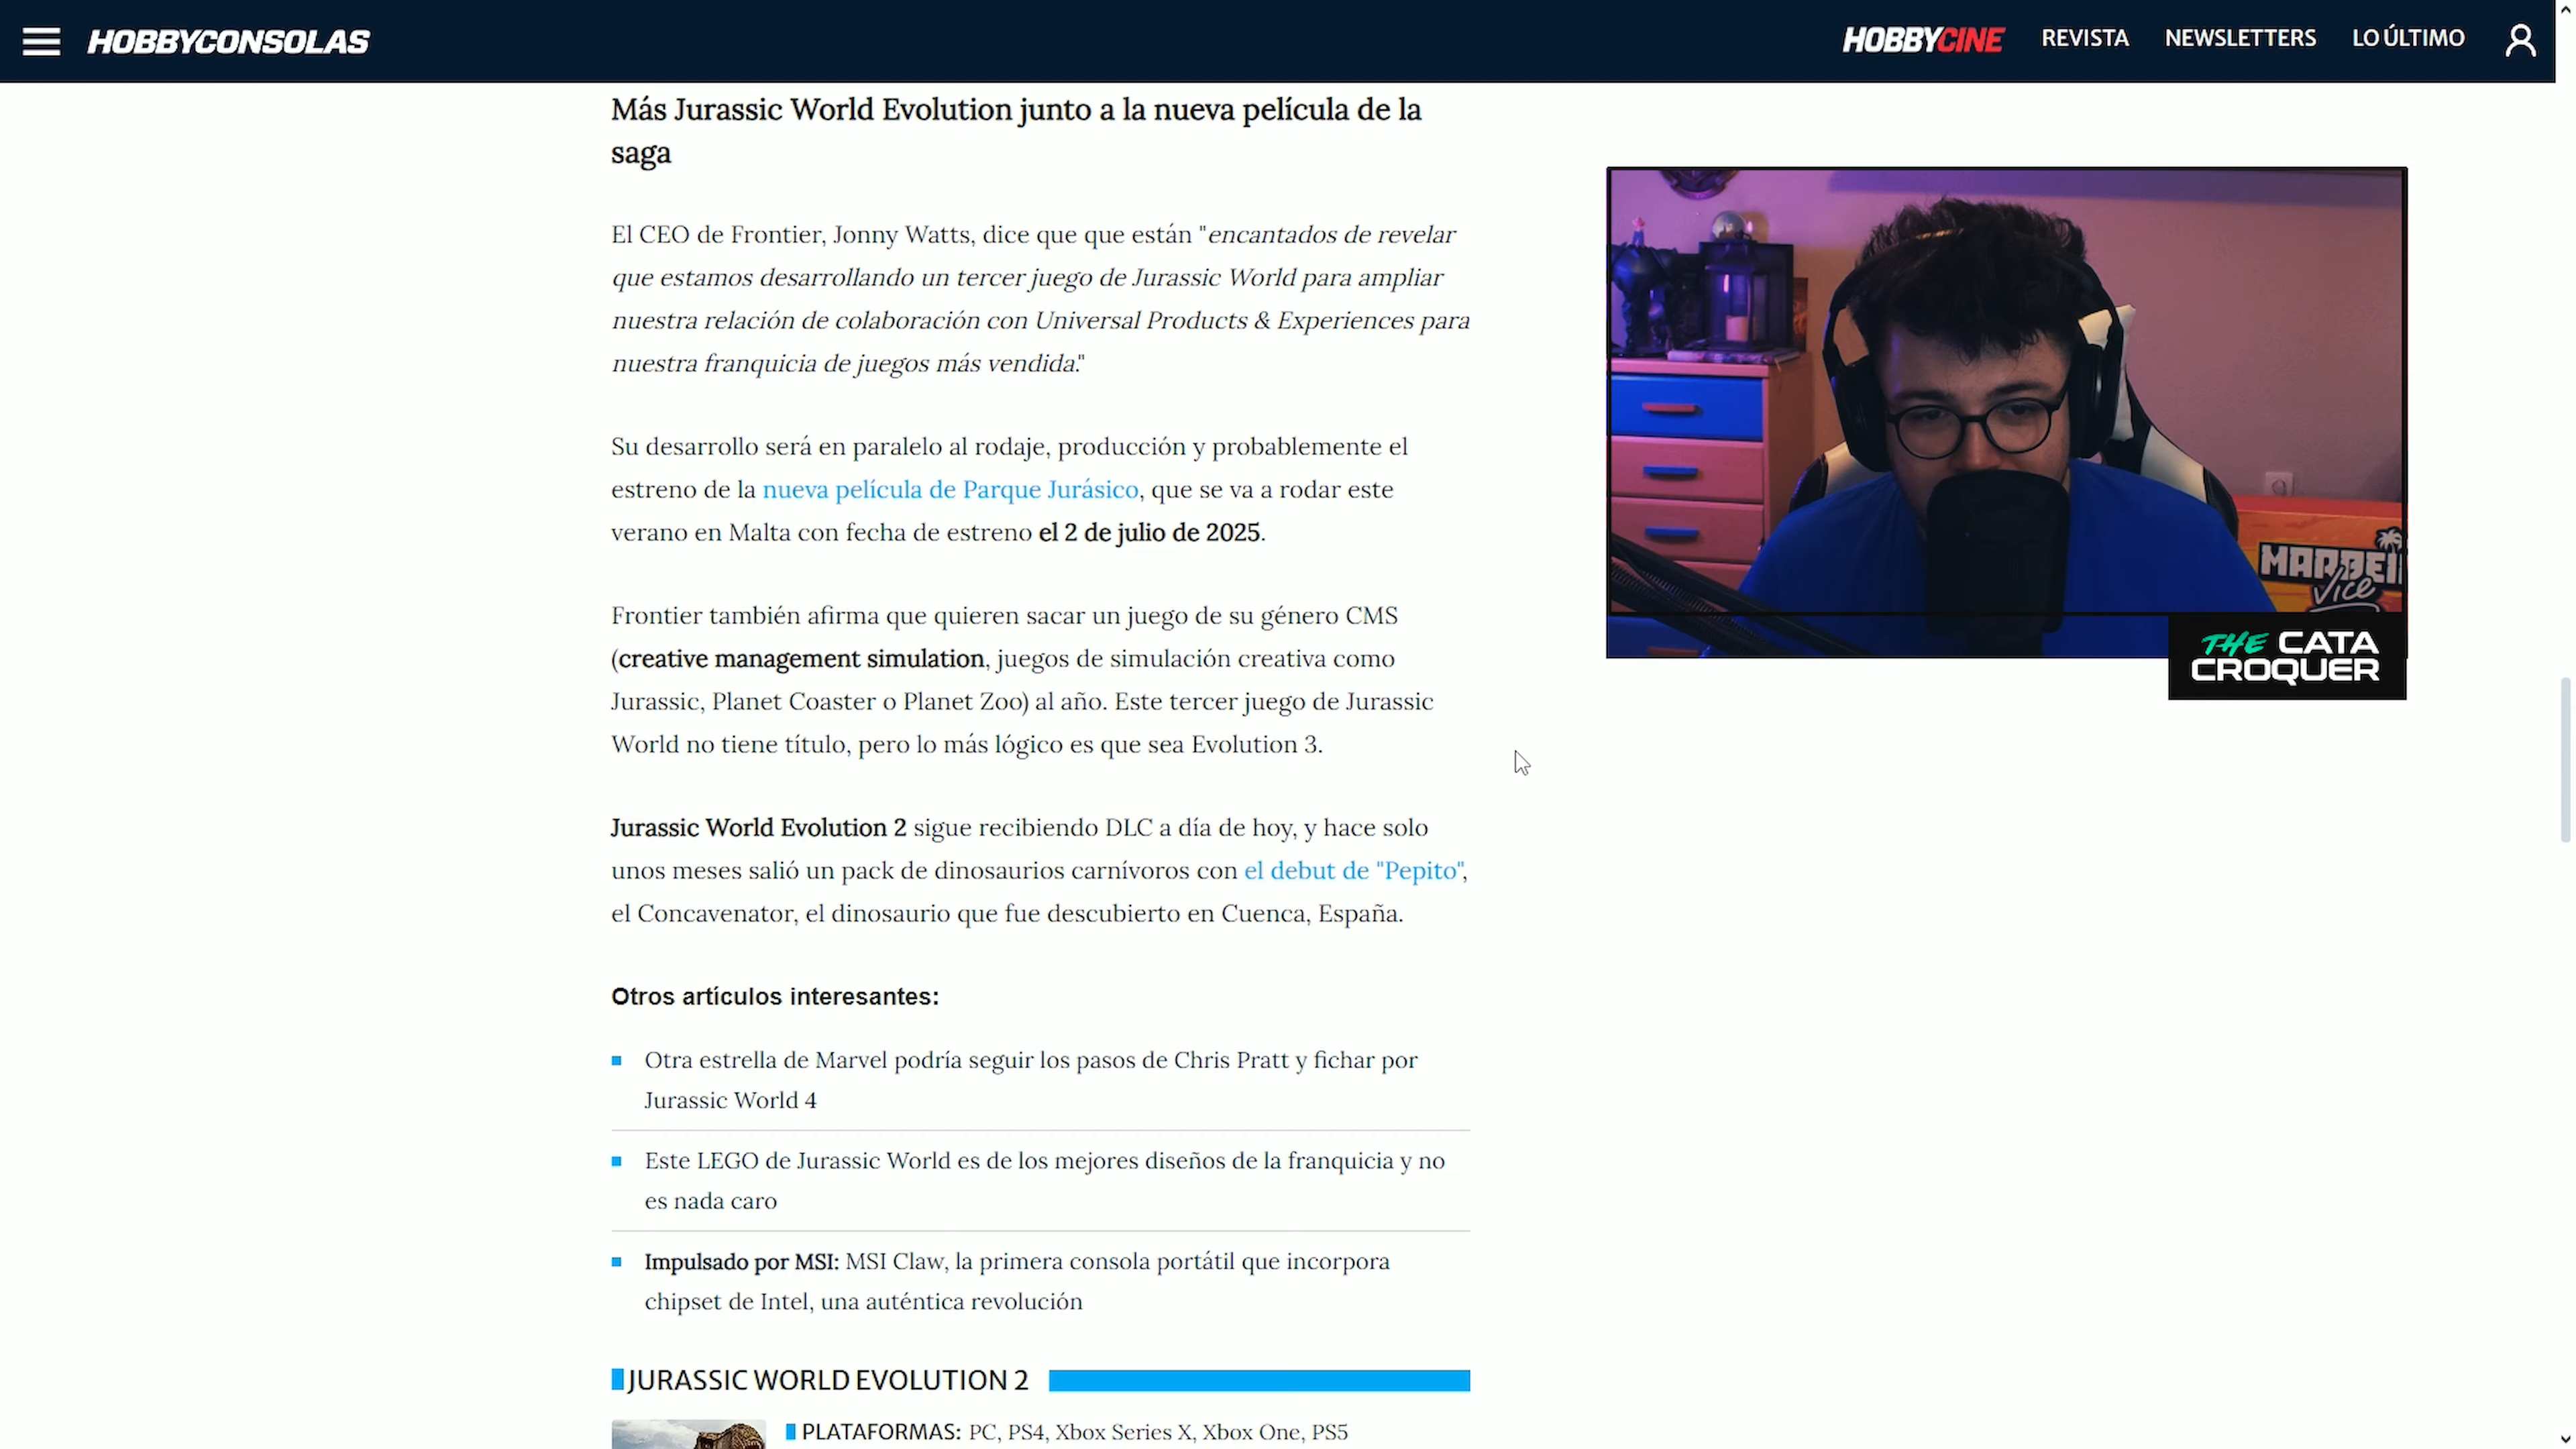 HOBBYCONSOLAS
HOBBYCINE
REVISTA
NEWSLETTERS
LO ÚLTIMO
Más Jurassic World Evolution junto a la nueva película de la
saga
El CEO de Frontier, Jonny Watts, dice que que están "encantados de revelar
que estamos desarrollando un tercer juego de Jurassic World para ampliar
nuestra relación de colaboración con Universal Products & Experiences para
nuestra franquicia de juegos más vendida."
Su desarrollo será en paralelo al rodaje, producción y probablemente el
estreno de la nueva película de Parque Jurásico, que se va a rodar este
verano en Malta con fecha de estreno el 2 de julio de 2025.
Frontier también afirma que quieren sacar un juego de su género CMS
(creative management simulation, juegos de simulación creativa como
Jurassic, Planet Coaster o Planet Zoo) al año. Este tercer juego de Jurassic
World no tiene título, pero lo más lógico es que sea Evolution 3.
Jurassic World Evolution 2 sigue recibiendo DLC a día de hoy, y hace solo
unos meses salió un pack de dinosaurios carnívoros con el debut de "Pepito",
el Concavenator, el dinosaurio que fue descubierto en Cuenca, España.
Otros artículos interesantes:
Otra estrella de Marvel podría seguir los pasos de Chris Pratt y fichar por
Jurassic World 4
Este LEGO de Jurassic World es de los mejores diseños de la franquicia y no
es nada caro
Impulsado por MSI: MSI Claw, la primera consola portátil que incorpora
chipset de Intel, una auténtica revolución
JURASSIC WORLD EVOLUTION 2
PLATAFORMAS: PC, PS4, Xbox Series X, Xbox One, PS5
Vice
THE CATA
CROQUER